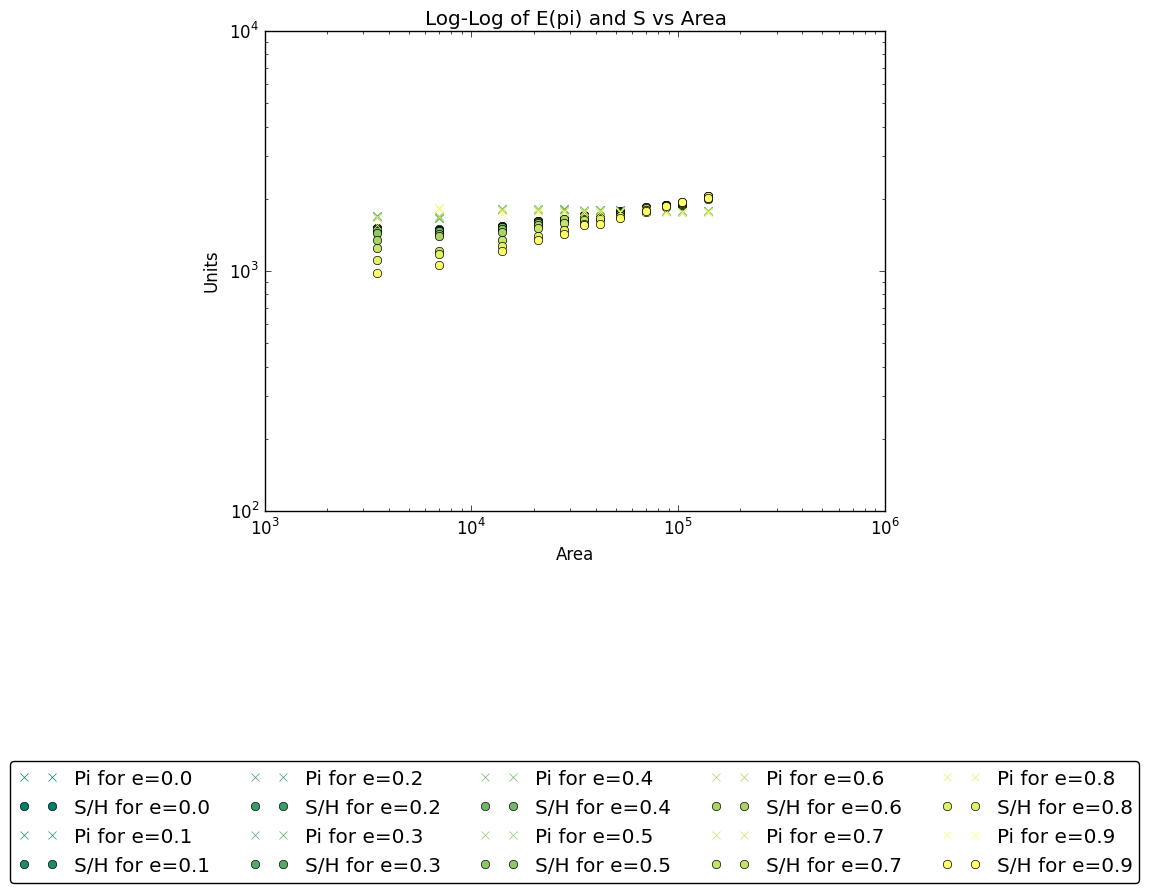 Log-Log of E(pi) and S vs Area
10^4
10^3
10^2
Units
10^3 10^4 10^5 10^6
Area
Pi for e=0.0 Pi for e=0.2 Pi for e=0.4 Pi for e=0.6 Pi for e=0.8
S/H for e=0.0 S/H for e=0.2 S/H for e=0.4 S/H for e=0.6 S/H for e=0.8
Pi for e=0.1 Pi for e=0.3 Pi for e=0.5 Pi for e=0.7 Pi for e=0.9
S/H for e=0.1 S/H for e=0.3 S/H for e=0.5 S/H for e=0.7 S/H for e=0.9